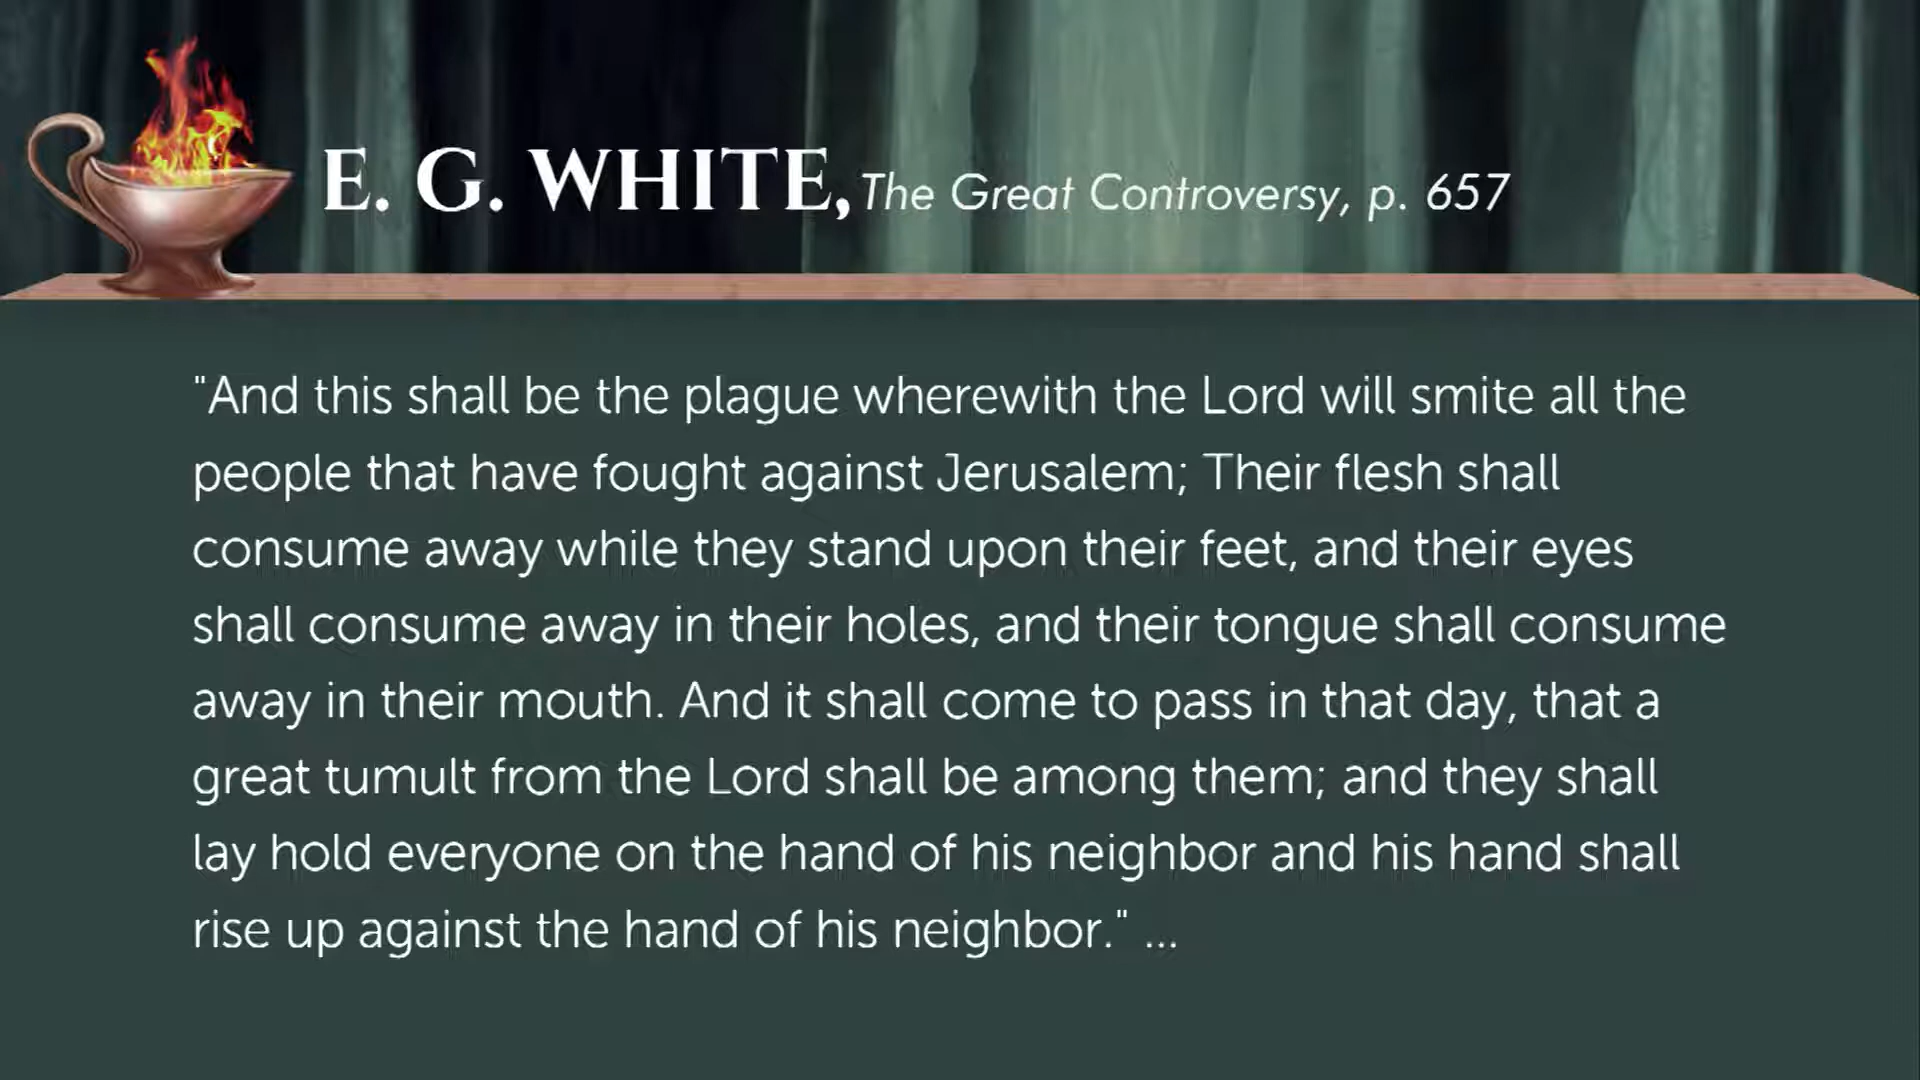 E. G. WHITE, The Great Controversy, p. 657
"And this shall be the plague wherewith the Lord will smite all the
people that have fought against Jerusalem; Their flesh shall
consume away while they stand upon their feet, and their eyes
shall consume away in their holes, and their tongue shall consume
away in their mouth. And it shall come to pass in that day, that a
great tumult from the Lord shall be among them; and they shall
lay hold everyone on the hand of his neighbor and his hand shall
rise up against the hand of his neighbor." ...